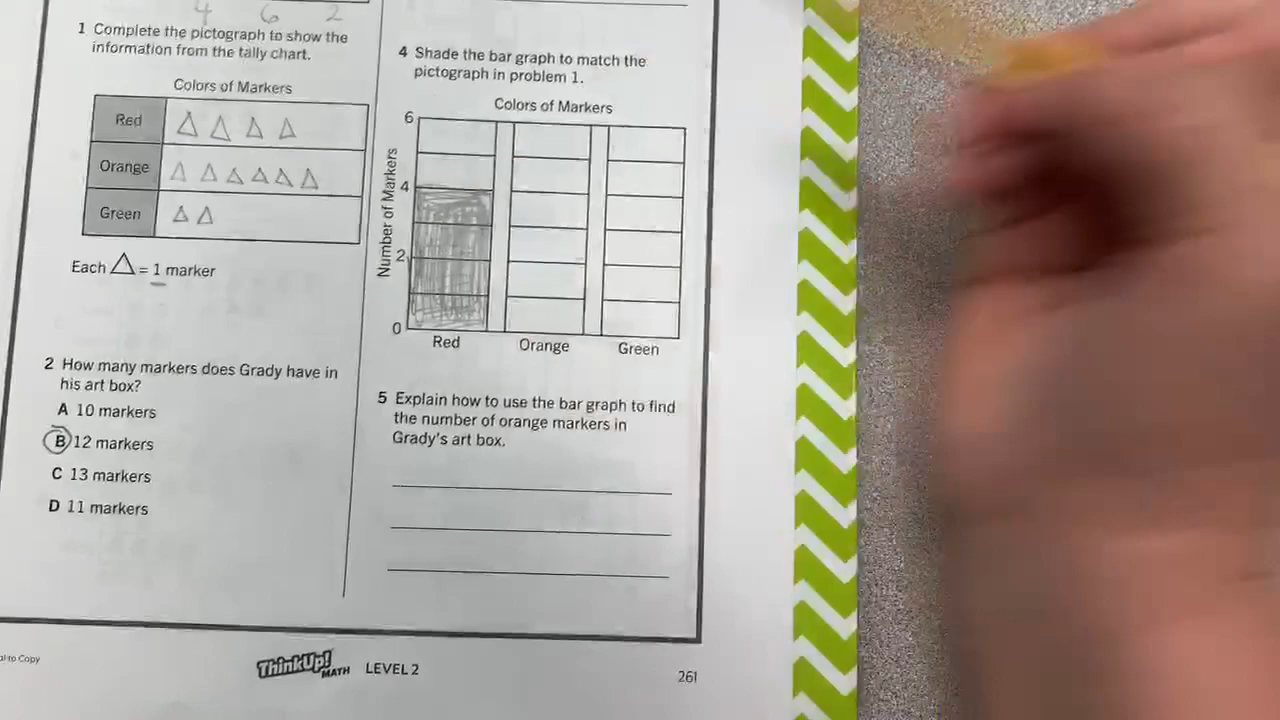 4 6 2
1 Complete the pictograph to show the
information from the tally chart.
Colors of Markers
Red
Orange
Green
Each △ = 1 marker
2 How many markers does Grady have in
his art box?
A 10 markers
B 12 markers
C 13 markers
D 11 markers
4 Shade the bar graph to match the
pictograph in problem 1.
Colors of Markers
Number of Markers
6
4
2
0
Red Orange Green
5 Explain how to use the bar graph to find
the number of orange markers in
Grady's art box.
to Copy
ThinkUp! MATH LEVEL 2
261